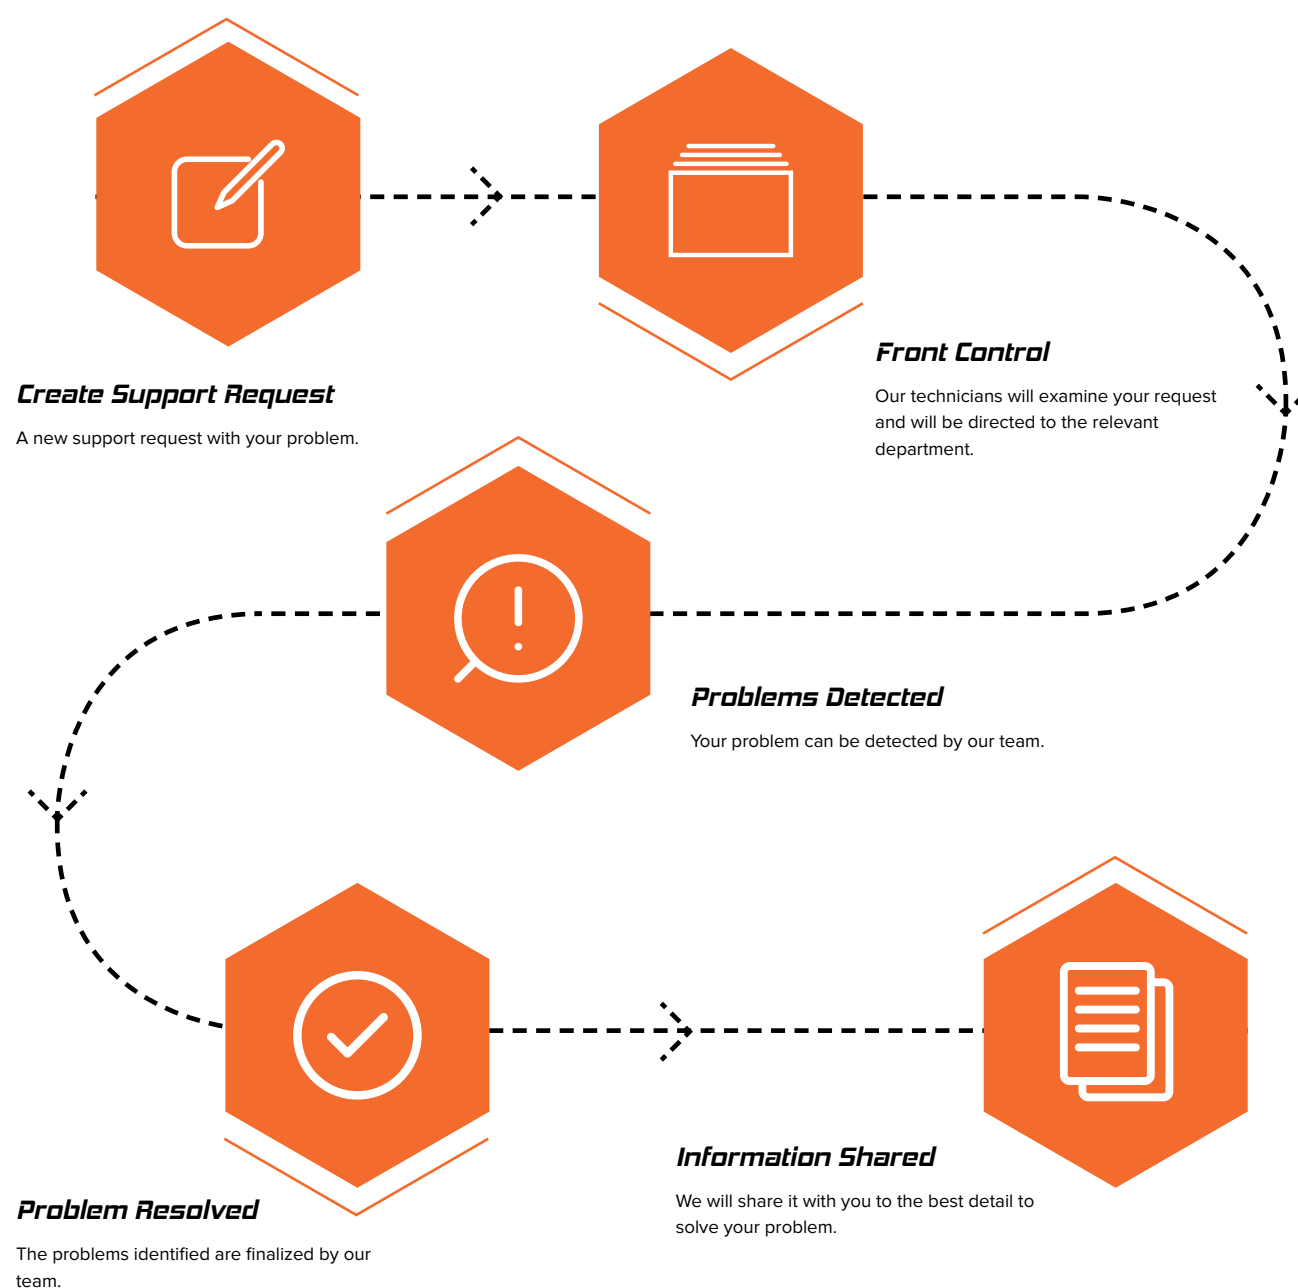 Create Support Request
A new support request with your problem.
Front Control
Our technicians will examine your request
and will be directed to the relevant
department.
Problems Detected
Your problem can be detected by our team.
Problem Resolved
The problems identified are finalized by our
team.
Information Shared
We will share it with you to the best detail to
solve your problem.